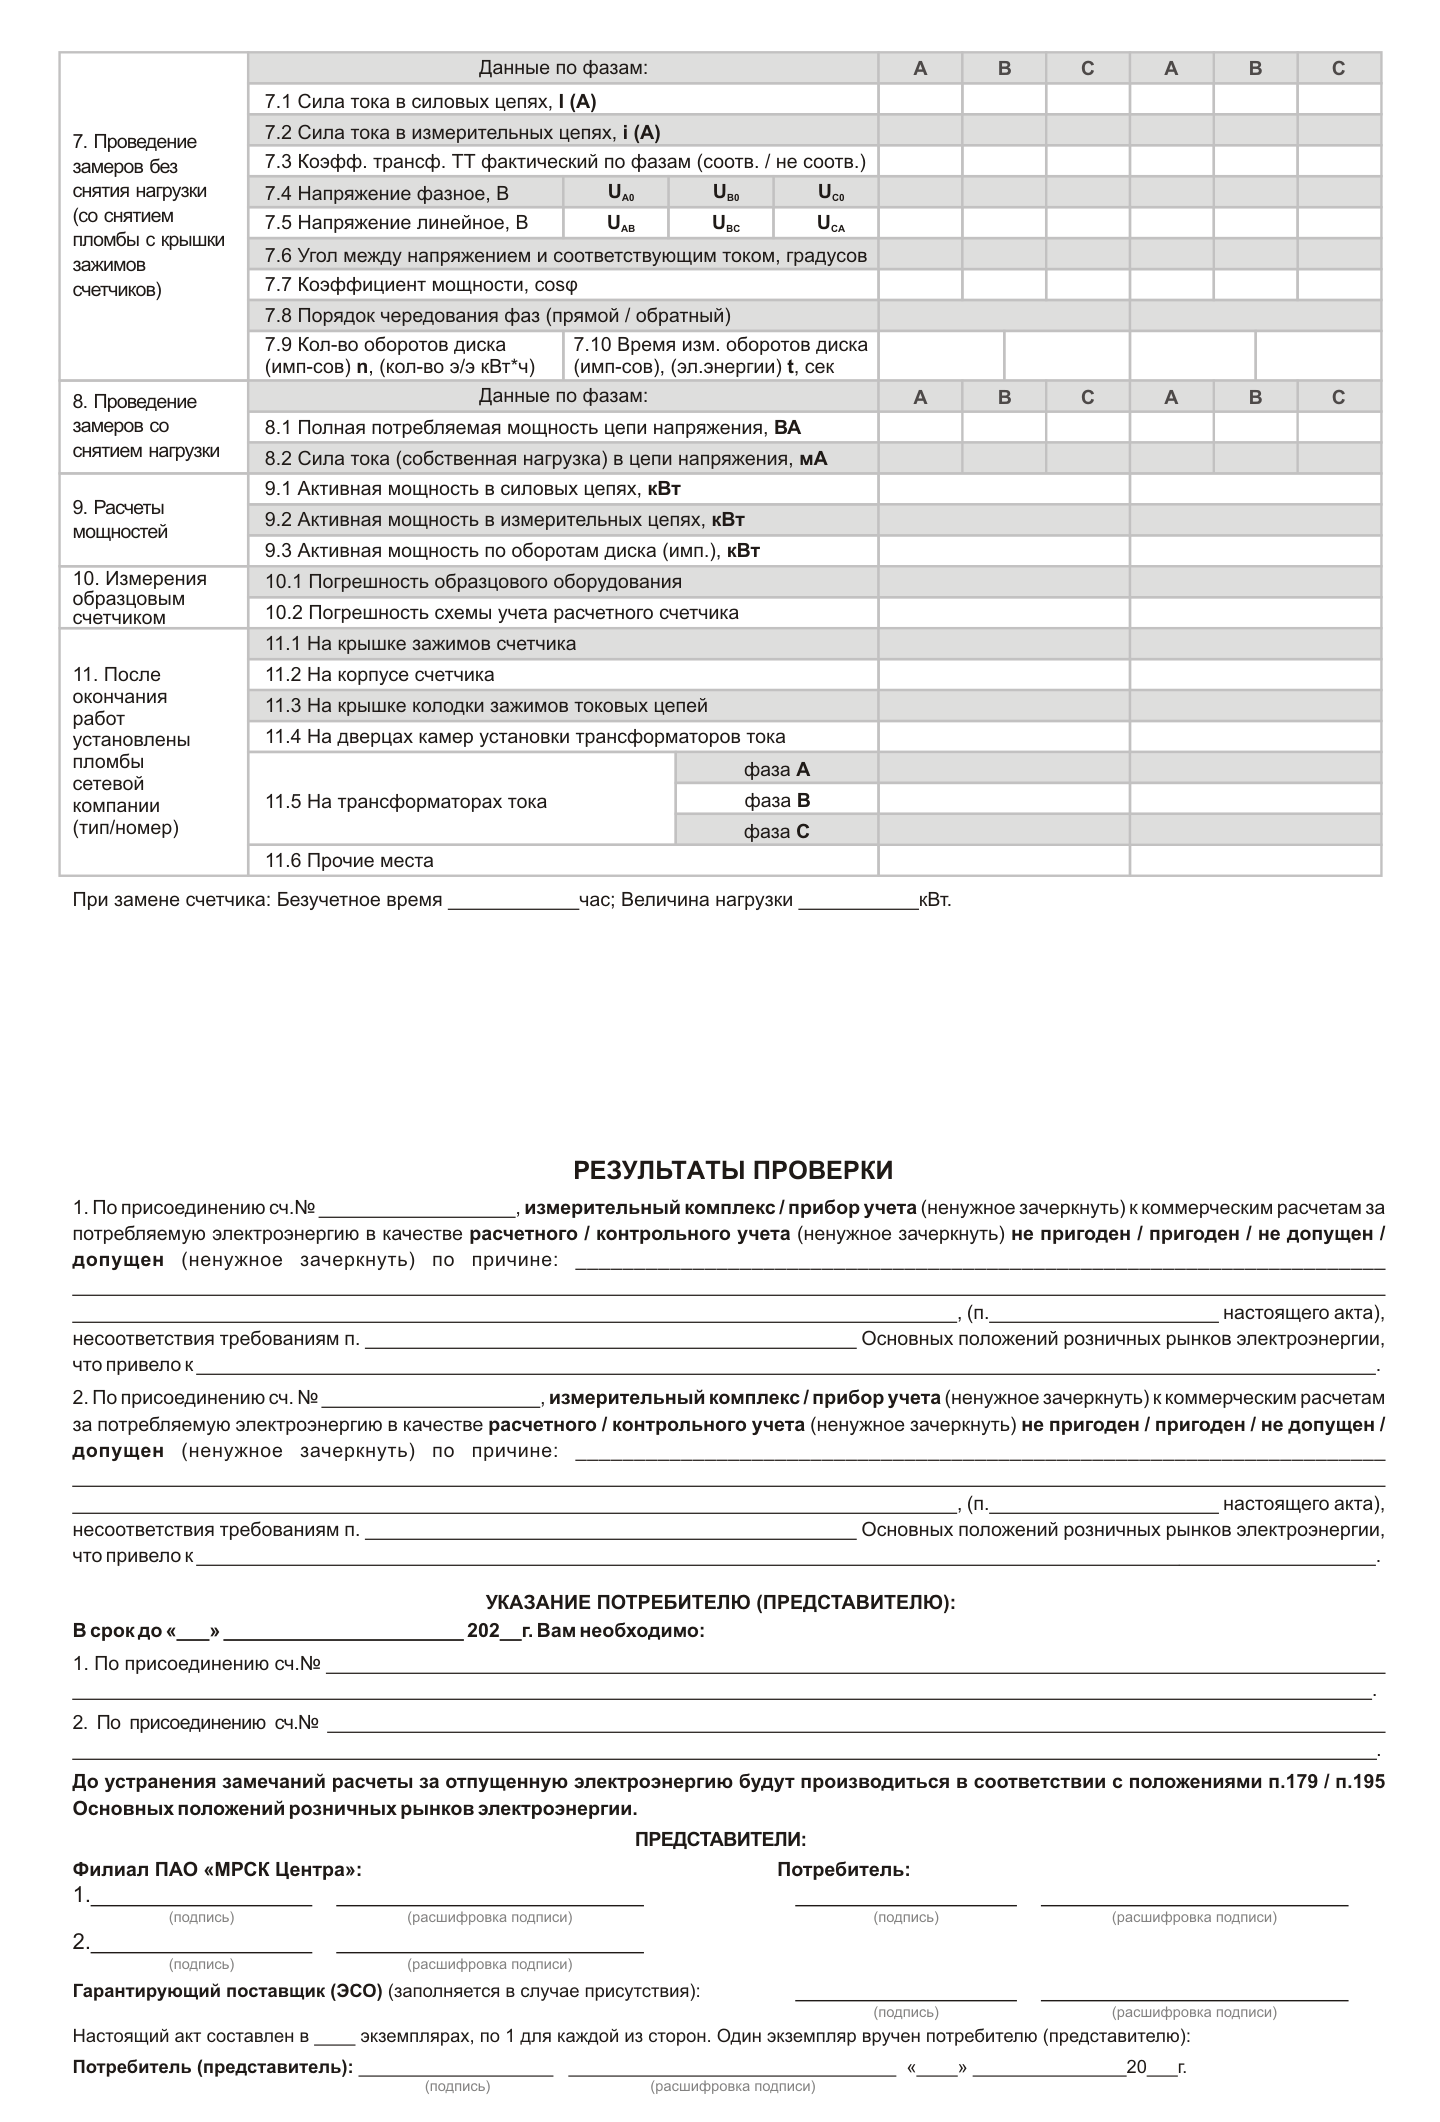 Данные по фазам: A B C A B C
7. Проведение
замеров без
снятия нагрузки
(со снятием
пломбы с крышки
зажимов
счетчиков)
7.1 Сила тока в силовых цепях, I (А)
7.2 Сила тока в измерительных цепях, i (А)
7.3 Коэфф. трансф. ТТ фактический по фазам (соотв. / не соотв.)
7.4 Напряжение фазное, В UA0 UB0 UC0
7.5 Напряжение линейное, В UAB UBC UCA
7.6 Угол между напряжением и соответствующим током, градусов
7.7 Коэффициент мощности, cosφ
7.8 Порядок чередования фаз (прямой / обратный)
7.9 Кол-во оборотов диска
(имп-сов) n, (кол-во э/э кВт*ч)
7.10 Время изм. оборотов диска
(имп-сов), (эл.энергии) t, сек
8. Проведение
замеров со
снятием нагрузки
Данные по фазам: A B C A B C
8.1 Полная потребляемая мощность цепи напряжения, ВА
8.2 Сила тока (собственная нагрузка) в цепи напряжения, мА
9. Расчеты
мощностей
9.1 Активная мощность в силовых цепях, кВт
9.2 Активная мощность в измерительных цепях, кВт
9.3 Активная мощность по оборотам диска (имп.), кВт
10. Измерения
образцовым
счетчиком
10.1 Погрешность образцового оборудования
10.2 Погрешность схемы учета расчетного счетчика
11. После
окончания
работ
установлены
пломбы
сетевой
компании
(тип/номер)
11.1 На крышке зажимов счетчика
11.2 На корпусе счетчика
11.3 На крышке колодки зажимов токовых цепей
11.4 На дверцах камер установки трансформаторов тока
11.5 На трансформаторах тока
фаза А
фаза В
фаза С
11.6 Прочие места
При замене счетчика: Безучетное время ____________час; Величина нагрузки ___________кВт.
РЕЗУЛЬТАТЫ ПРОВЕРКИ
1. По присоединению сч.№ __________________, измерительный комплекс / прибор учета (ненужное зачеркнуть) к коммерческим расчетам за
потребляемую электроэнергию в качестве расчетного / контрольного учета (ненужное зачеркнуть) не пригоден / пригоден / не допущен /
допущен (ненужное зачеркнуть) по причине: ____________________
____________________
____________________, (п.____________________ настоящего акта),
несоответствия требованиям п. ____________________ Основных положений розничных рынков электроэнергии,
что привело к ____________________.
2. По присоединению сч. № ____________________, измерительный комплекс / прибор учета (ненужное зачеркнуть) к коммерческим расчетам
за потребляемую электроэнергию в качестве расчетного / контрольного учета (ненужное зачеркнуть) не пригоден / пригоден / не допущен /
допущен (ненужное зачеркнуть) по причине: ____________________
____________________
____________________, (п.____________________ настоящего акта),
несоответствия требованиям п. ____________________ Основных положений розничных рынков электроэнергии,
что привело к ____________________.
УКАЗАНИЕ ПОТРЕБИТЕЛЮ (ПРЕДСТАВИТЕЛЮ):
В срок до «___» ____________________ 202__г. Вам необходимо:
1. По присоединению сч.№ ____________________
____________________.
2. По присоединению сч.№ ____________________
____________________.
До устранения замечаний расчеты за отпущенную электроэнергию будут производиться в соответствии с положениями п.179 / п.195
Основных положений розничных рынков электроэнергии.
ПРЕДСТАВИТЕЛИ:
Филиал ПАО «МРСК Центра»: Потребитель:
1.____________________ ____________________ ____________________ ____________________
(подпись) (расшифровка подписи) (подпись) (расшифровка подписи)
2.____________________ ____________________
(подпись) (расшифровка подписи)
Гарантирующий поставщик (ЭСО) (заполняется в случае присутствия): ____________________ ____________________
(подпись) (расшифровка подписи)
Настоящий акт составлен в ____ экземплярах, по 1 для каждой из сторон. Один экземпляр вручен потребителю (представителю):
Потребитель (представитель): ____________________ ____________________ «____» ______________20___г.
(подпись) (расшифровка подписи)